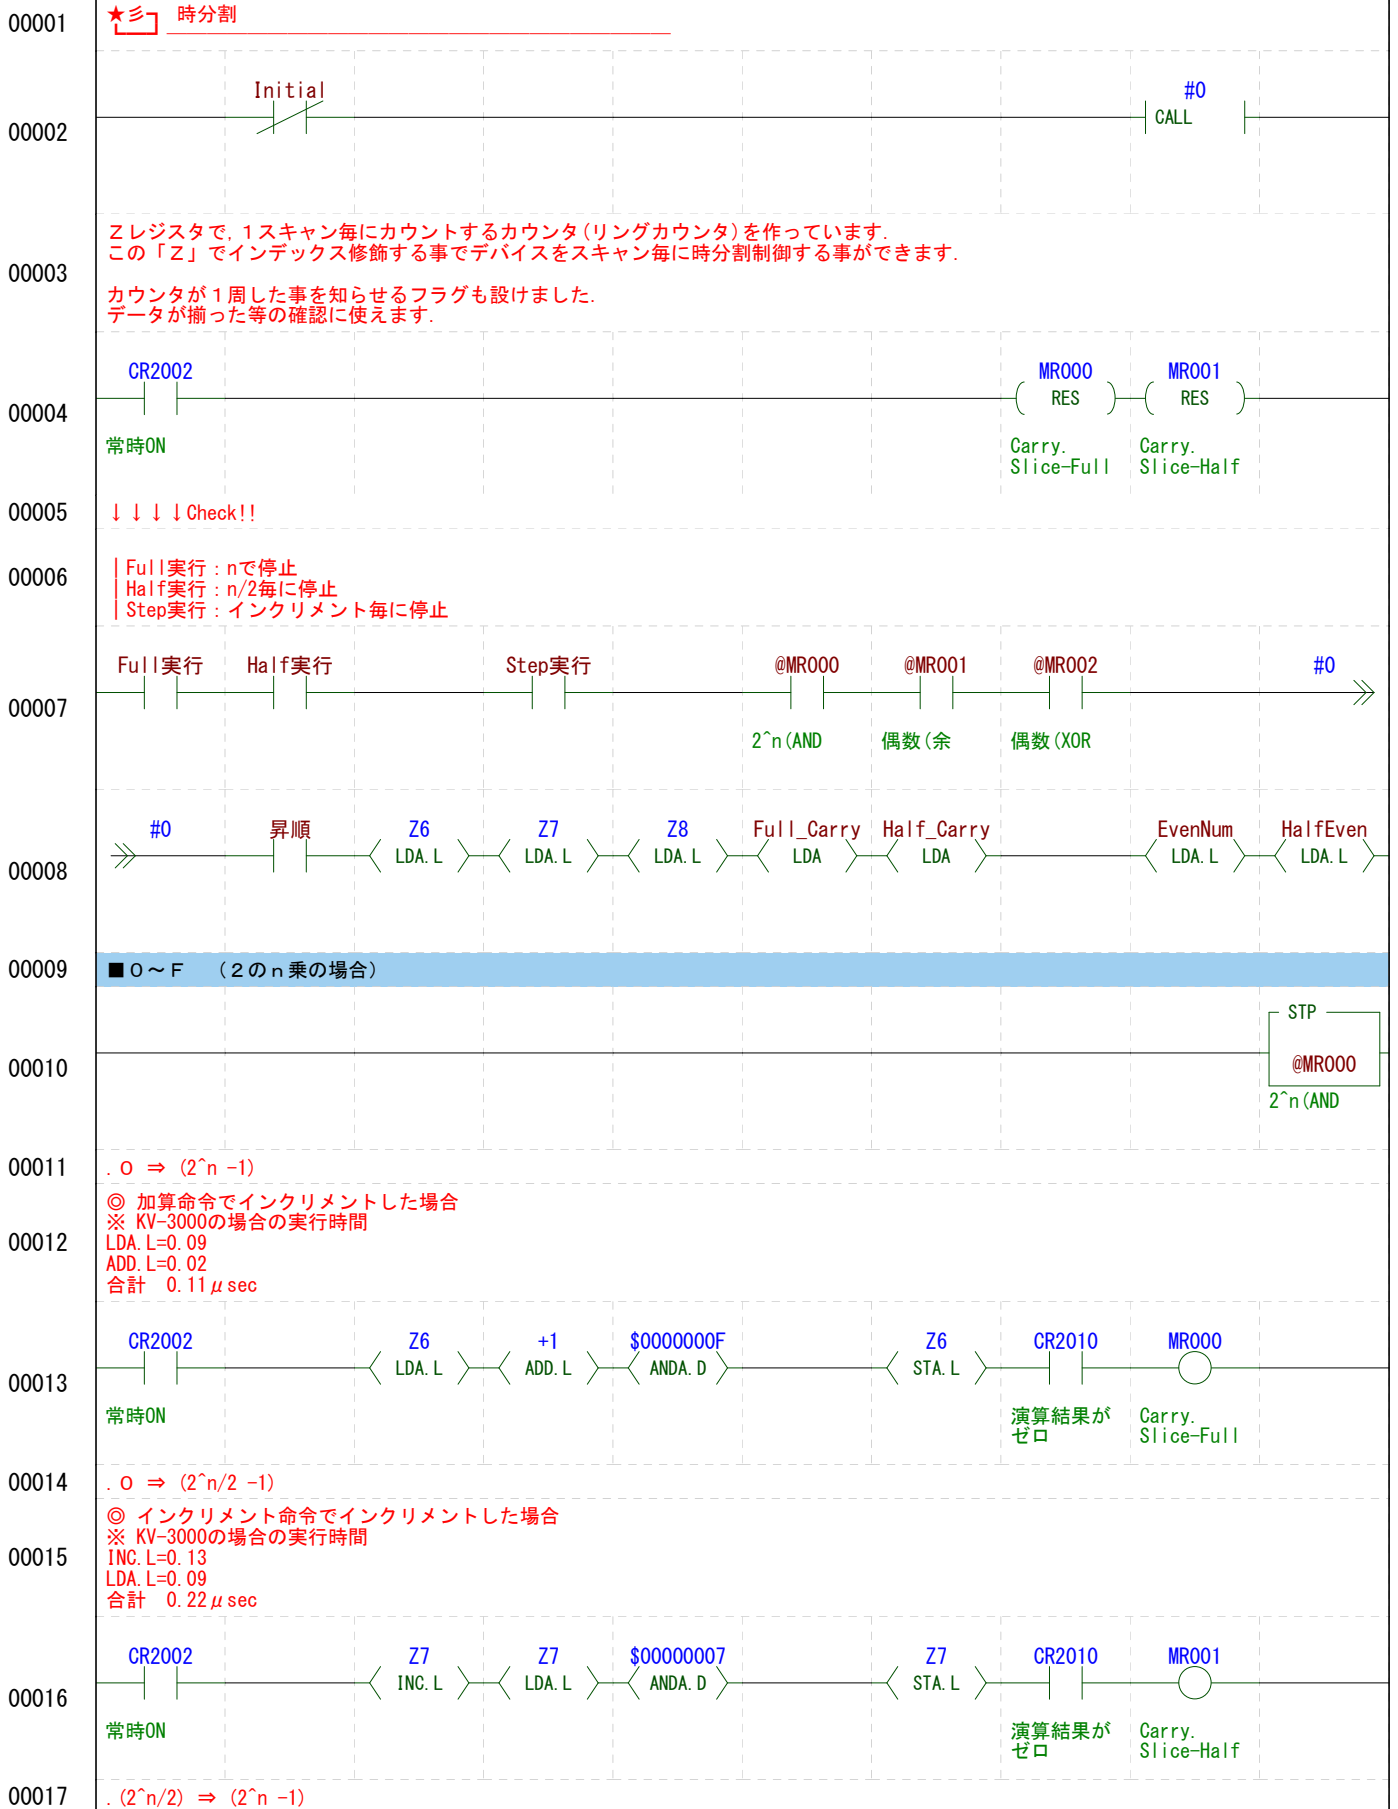 00001
★彡┓ 時分割
Initial
#0
00002
CALL
00003
Zレジスタで,1スキャン毎にカウントするカウンタ(リングカウンタ)を作っています.
この「Z」でインデックス修飾する事でデバイスをスキャン毎に時分割制御する事ができます.
カウンタが1周した事を知らせるフラグも設けました.
データが揃った等の確認に使えます.
CR2002 MR000 MR001
00004
RES RES
常時ON Carry. Slice-Full Carry. Slice-Half
00005
↓↓↓↓Check!!
00006
|Full実行:nで停止
|Half実行:n/2毎に停止
|Step実行:インクリメント毎に停止
Full実行 Half実行 Step実行 @MR000 @MR001 @MR002 #0
00007
2^n(AND 偶数(余 偶数(XOR
#0 昇順 Z6 Z7 Z8 Full_Carry Half_Carry EvenNum HalfEven
00008
LDA.L LDA.L LDA.L LDA LDA LDA.L LDA.L
00009
■0~F (2のn乗の場合)
STP
00010
@MR000
2^n(AND
00011
.0 ⇒ (2^n -1)
00012
◎ 加算命令でインクリメントした場合
※ KV-3000の場合の実行時間
LDA.L=0.09
ADD.L=0.02
合計 0.11μsec
CR2002 Z6 +1 $0000000F Z6 CR2010 MR000
00013
LDA.L ADD.L ANDA.D STA.L
常時ON 演算結果がゼロ Carry. Slice-Full
00014
.0 ⇒ (2^n/2 -1)
00015
◎ インクリメント命令でインクリメントした場合
※ KV-3000の場合の実行時間
INC.L=0.13
LDA.L=0.09
合計 0.22μsec
CR2002 Z7 Z7 $00000007 Z7 CR2010 MR001
00016
INC.L LDA.L ANDA.D STA.L
常時ON 演算結果がゼロ Carry. Slice-Half
00017
.(2^n/2) ⇒ (2^n -1)